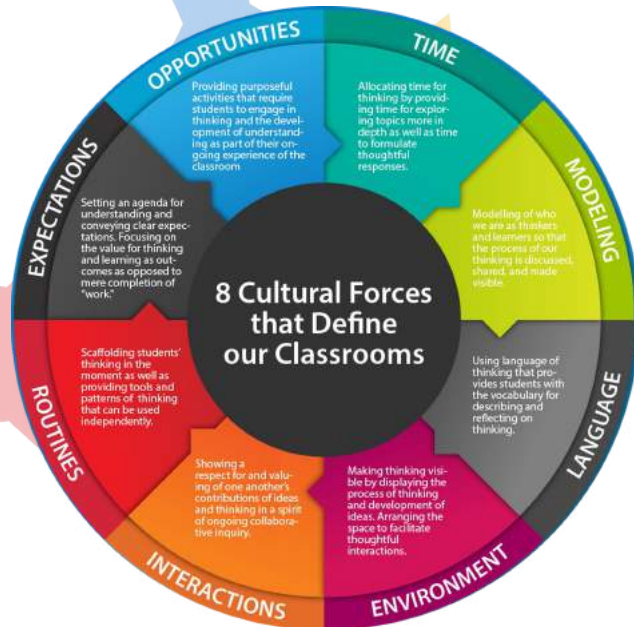 8 Cultural Forces
that Define
our Classrooms
OPPORTUNITIES
Providing purposeful
activities that require
students to engage in
thinking and the devel-
opment of understand-
ing as part of their on-
going experience of the
classroom
TIME
Allocating time for
thinking by provid-
ing time for explor-
ing topics more in
depth as well as time
to formulate
thoughtful
responses.
MODELING
Modelling of who
we are as thinkers
and learners so that
the process of our
thinking is discussed,
shared, and made
visible.
LANGUAGE
Using language of
thinking that pro-
vides students with
the vocabulary for
describing and
reflecting on
thinking.
ENVIRONMENT
Making thinking visi-
ble by displaying the
process of thinking
and development of
ideas. Arranging the
space to facilitate
thoughtful
interactions.
INTERACTIONS
Showing a
respect for and valu-
ing of one another's
contributions of ideas
and thinking in a spirit
of ongoing collabora-
tive inquiry.
ROUTINES
Scaffolding students'
thinking in the
moment as well as
providing tools and
patterns of thinking
that can be used
independently.
EXPECTATIONS
Setting an agenda for
understanding and
conveying clear expec-
tations. Focusing on
the value for thinking
and learning as out-
comes as opposed to
mere completion of
"work."